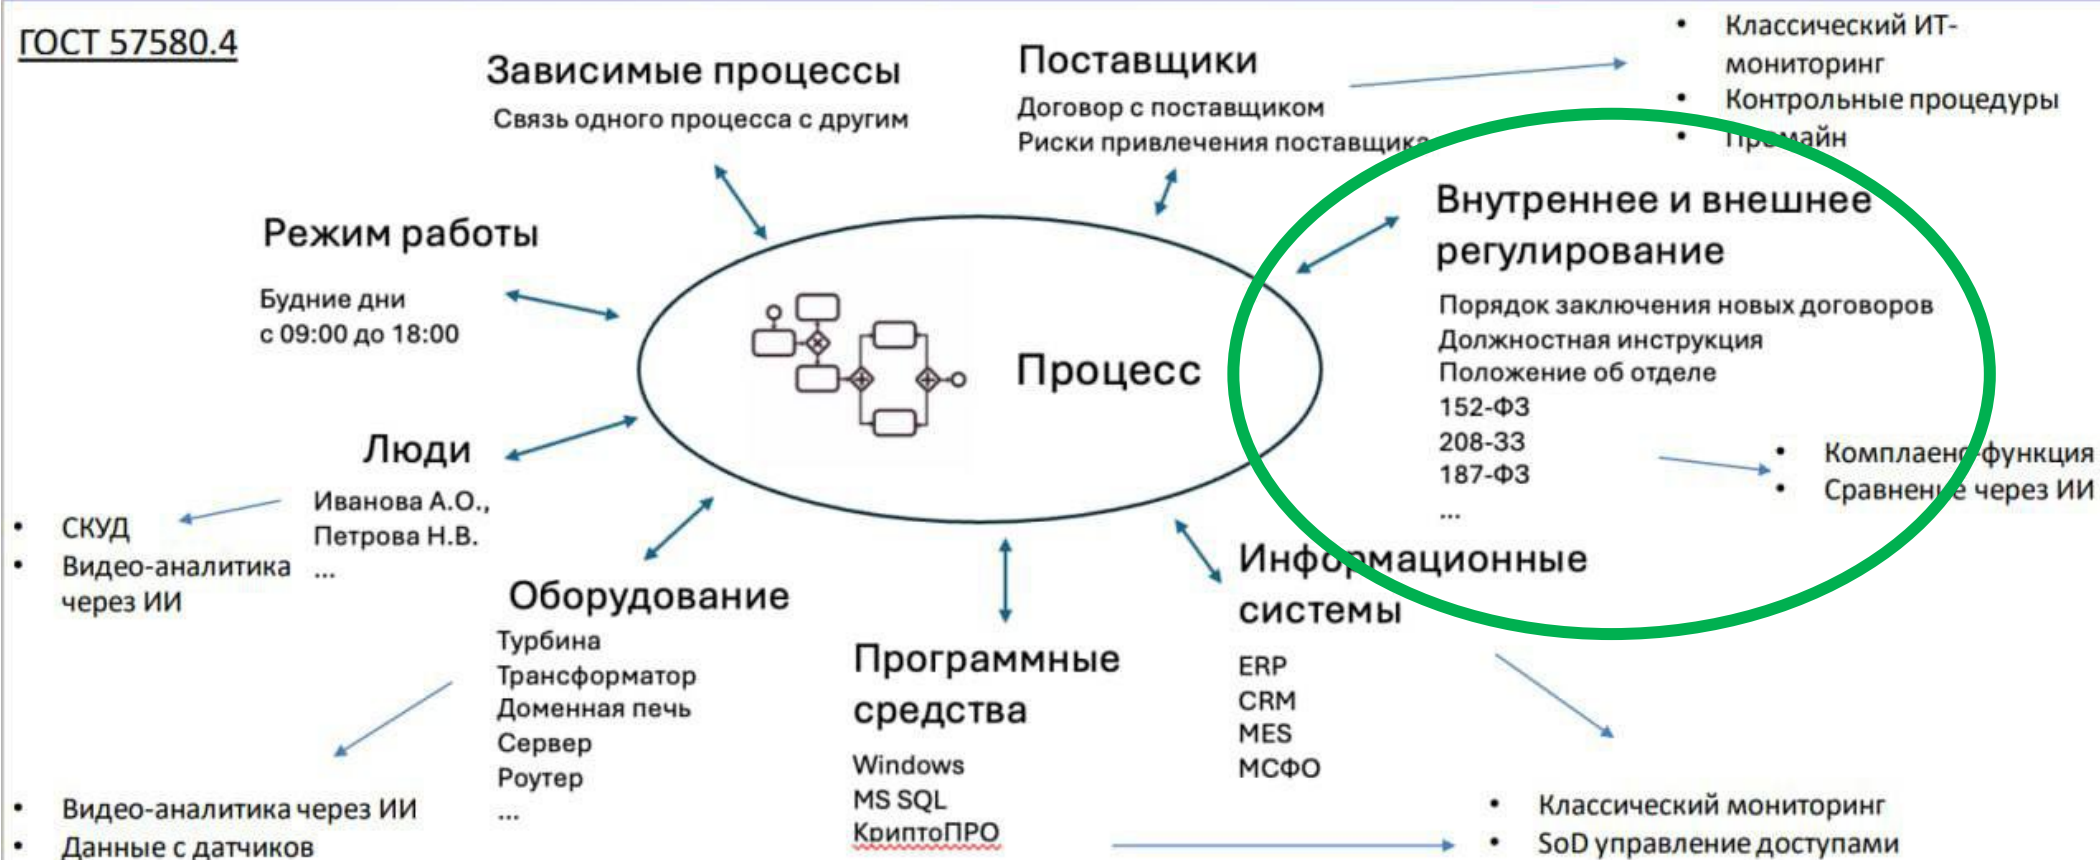 ГОСТ 57580.4
Зависимые процессы
Связь одного процесса с другим
Поставщики
Договор с поставщиком
Риски привлечения поставщика
• Классический ИТ-
мониторинг
• Контрольные процедуры
• Промайн
Режим работы
Будние дни
с 09:00 до 18:00
Внутреннее и внешнее
регулирование
Порядок заключения новых договоров
Должностная инструкция
Положение об отделе
152-ФЗ
208-ЗЗ
187-ФЗ
...
• Комплаенс-функция
• Сравнение через ИИ
Процесс
Люди
Иванова А.О.,
Петрова Н.В.
...
• СКУД
• Видео-аналитика
через ИИ
Оборудование
Турбина
Трансформатор
Доменная печь
Сервер
Роутер
...
• Видео-аналитика через ИИ
• Данные с датчиков
Программные
средства
Windows
MS SQL
КриптоПРО
Информационные
системы
ERP
CRM
MES
МСФО
• Классический мониторинг
• SoD управление доступами